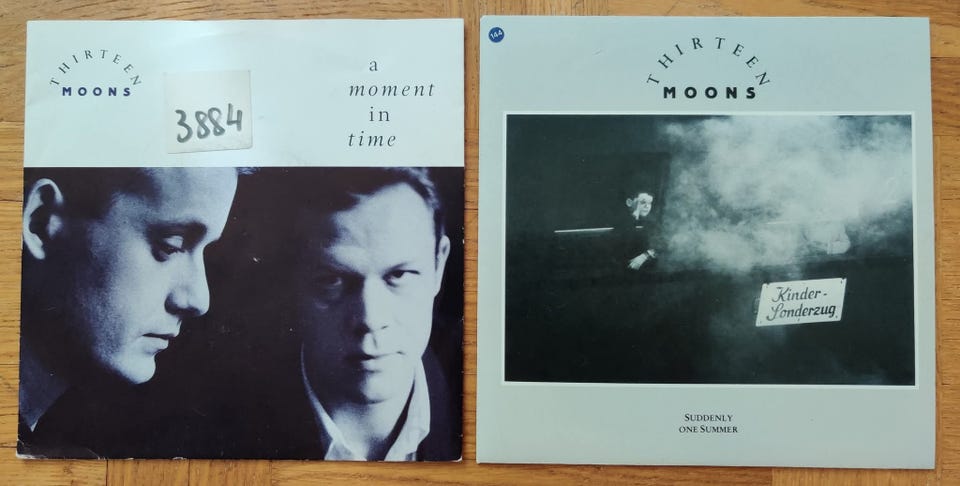 THIRTEEN
MOONS
3884
a
moment
in
time
144
THIRTEEN
MOONS
Kinder-
Sonderzug
SUDDENLY
ONE SUMMER